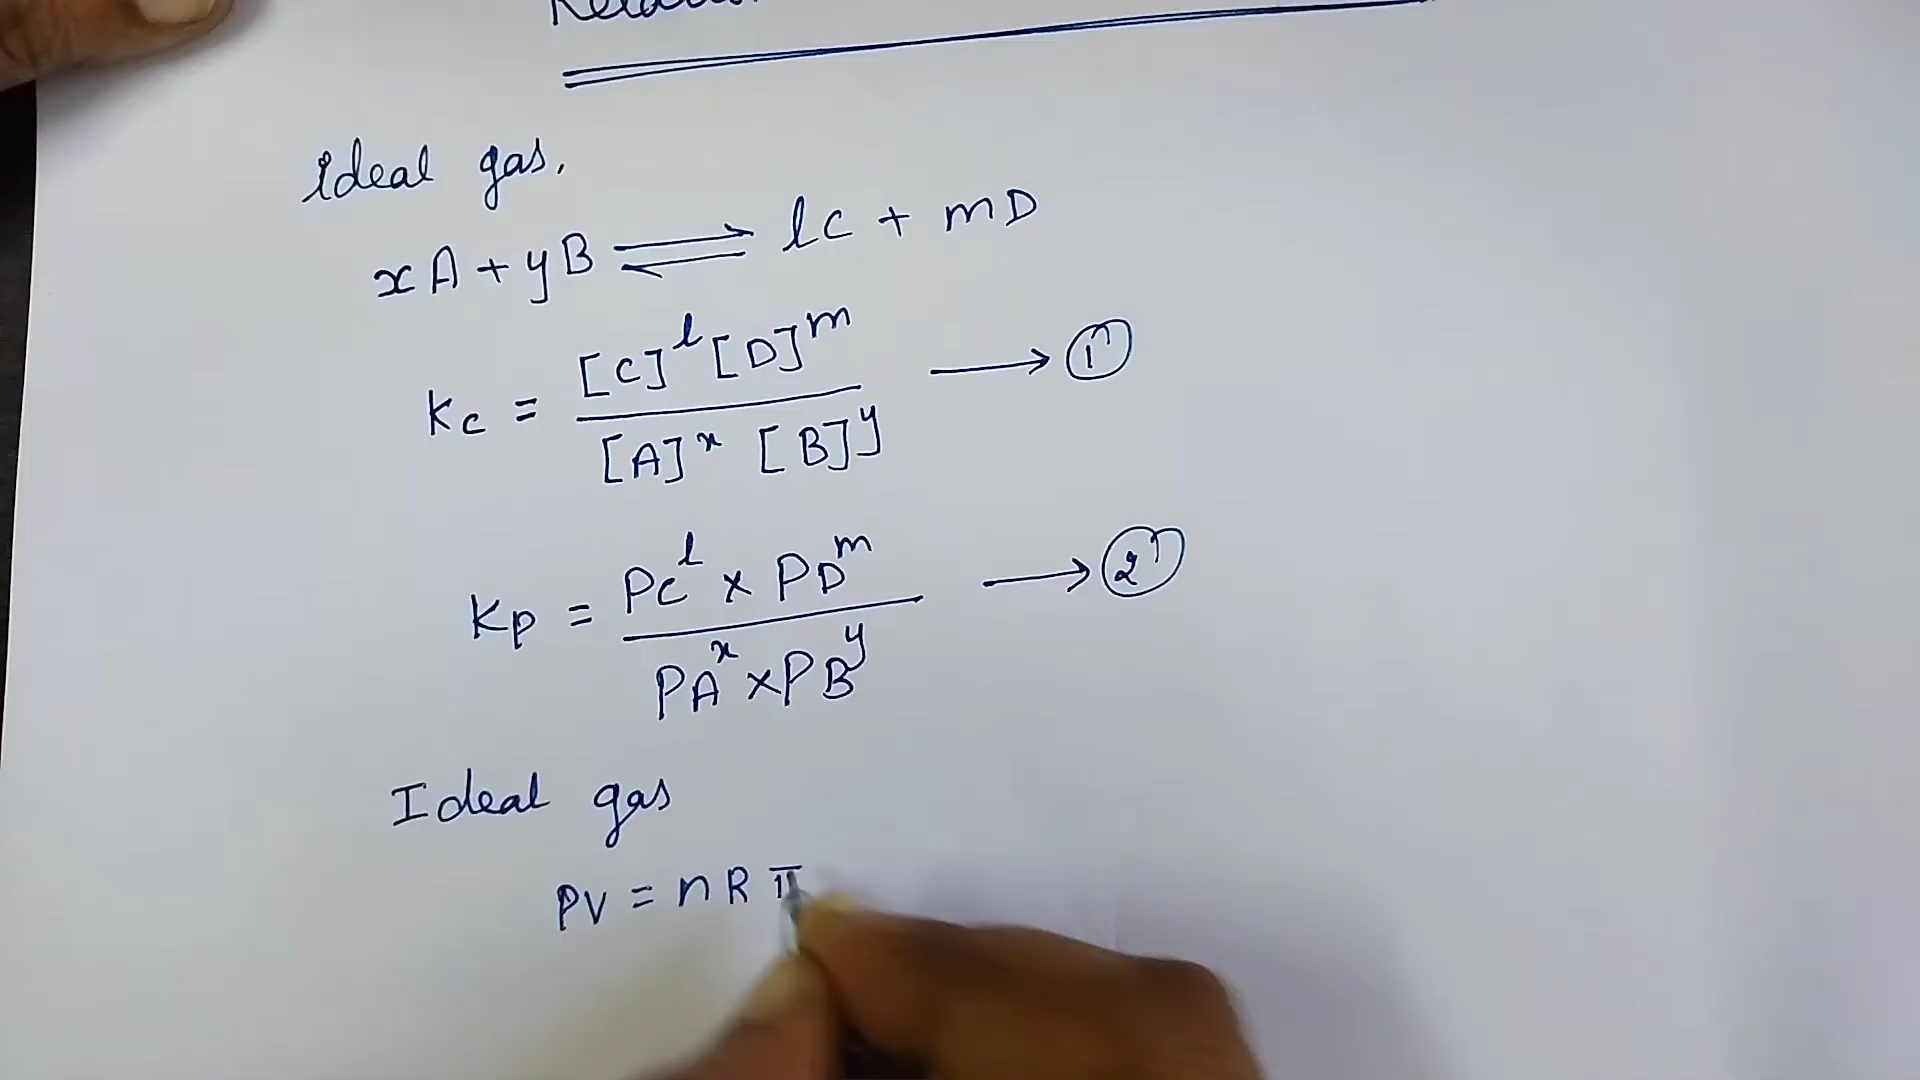 Ideal gas.
xA + yB ⇌ lC + mD
Kc = [C]^l [D]^m / [A]^x [B]^y → ①
Kp = PC^l × PD^m / PA^x × PB^y → ②
Ideal gas
PV = nRT